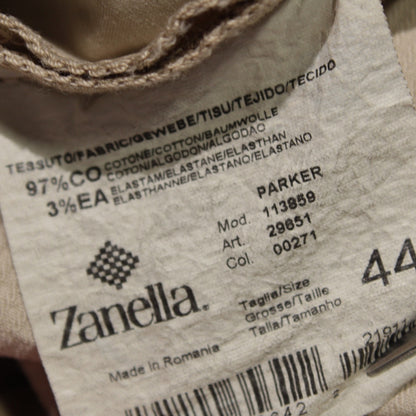 TESSUTO/FABRIC/GEWEBE/TISU/TEJIDO/TECIDO
97%CO COTONE/COTTON/BAUMWOLLE
COTON/ALGODON/ALGODAO
3%EA ELASTAM/ELASTANE/ELASTHAN
ELASTHANNE/ELASTANO/ELASTANO
PARKER
Mod. 113859
Art. 29651
Col. 00271
44
Zanella®
Taglia/Size
Grosse/Taille
Talla/Tamanho
Made in Romania